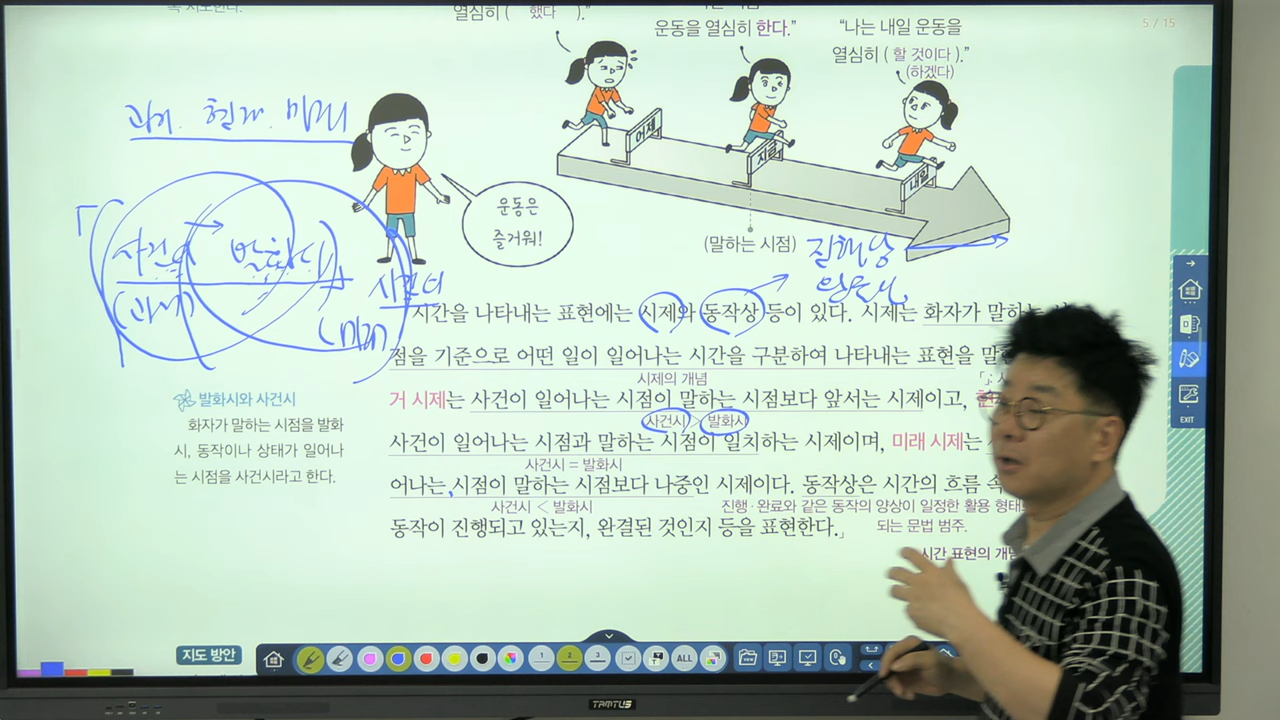 열심히 ( 했다 ).”
운동을 열심히 한다.”
“나는 내일 운동을
열심히 ( 할 것이다 ).”
(하겠다)
5 / 15
과거. 현재. 미래
어제
지금
내일
운동은
즐거워!
(말하는 시점)
사건시
발화시
사건시
(과거)
(미래)
시간을 나타내는 표현에는 시제와 동작상 등이 있다. 시제는 화자가 말하는
점을 기준으로 어떤 일이 일어나는 시간을 구분하여 나타내는 표현을
시제의 개념
거 시제는 사건이 일어나는 시점이 말하는 시점보다 앞서는 시제이고,
사건시 > 발화시
사건이 일어나는 시점과 말하는 시점이 일치하는 시제이며, 미래 시제는
사건시 = 발화시
어나는 시점이 말하는 시점보다 나중인 시제이다. 동작상은 시간의 흐름 속
사건시 < 발화시
진행·완료와 같은 동작의 양상이 일정한 활용 형태
동작이 진행되고 있는지, 완결된 것인지 등을 표현한다.」
되는 문법 범주.
시간 표현의 개념
발화시와 사건시
화자가 말하는 시점을 발화
시, 동작이나 상태가 일어나
는 시점을 사건시라고 한다.
지도 방안
1
2
3
ALL
EXIT
TAMTUS